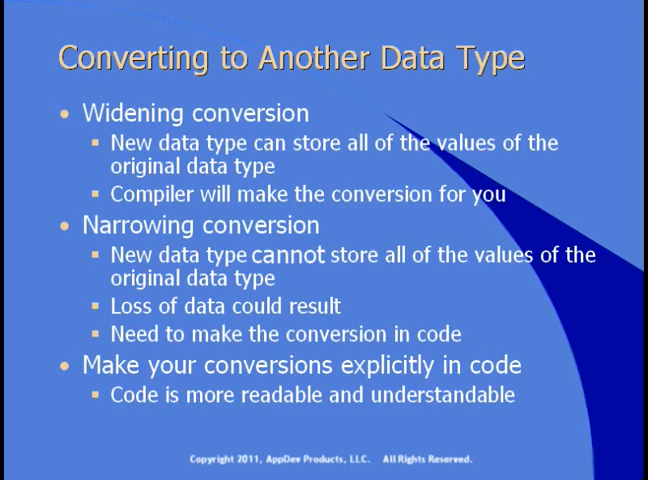 Converting to Another Data Type
• Widening conversion
▪ New data type can store all of the values of the
original data type
▪ Compiler will make the conversion for you
• Narrowing conversion
▪ New data type cannot store all of the values of the
original data type
▪ Loss of data could result
▪ Need to make the conversion in code
• Make your conversions explicitly in code
▪ Code is more readable and understandable
Copyright 2011, AppDev Products, LLC. All Rights Reserved.